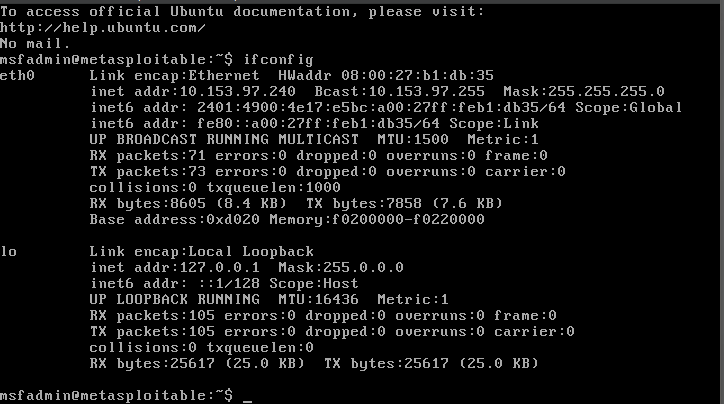 To access official Ubuntu documentation, please visit:
http://help.ubuntu.com/
No mail.
msfadmin@metasploitable:~$ ifconfig
eth0      Link encap:Ethernet  HWaddr 08:00:27:b1:db:35
          inet addr:10.153.97.240  Bcast:10.153.97.255  Mask:255.255.255.0
          inet6 addr: 2401:4900:4e17:e5bc:a00:27ff:feb1:db35/64 Scope:Global
          inet6 addr: fe80::a00:27ff:feb1:db35/64 Scope:Link
          UP BROADCAST RUNNING MULTICAST  MTU:1500  Metric:1
          RX packets:71 errors:0 dropped:0 overruns:0 frame:0
          TX packets:73 errors:0 dropped:0 overruns:0 carrier:0
          collisions:0 txqueuelen:1000
          RX bytes:8605 (8.4 KB)  TX bytes:7858 (7.6 KB)
          Base address:0xd020 Memory:f0200000-f0220000
lo        Link encap:Local Loopback
          inet addr:127.0.0.1  Mask:255.0.0.0
          inet6 addr: ::1/128 Scope:Host
          UP LOOPBACK RUNNING  MTU:16436  Metric:1
          RX packets:105 errors:0 dropped:0 overruns:0 frame:0
          TX packets:105 errors:0 dropped:0 overruns:0 carrier:0
          collisions:0 txqueuelen:0
          RX bytes:25617 (25.0 KB)  TX bytes:25617 (25.0 KB)
msfadmin@metasploitable:~$ _